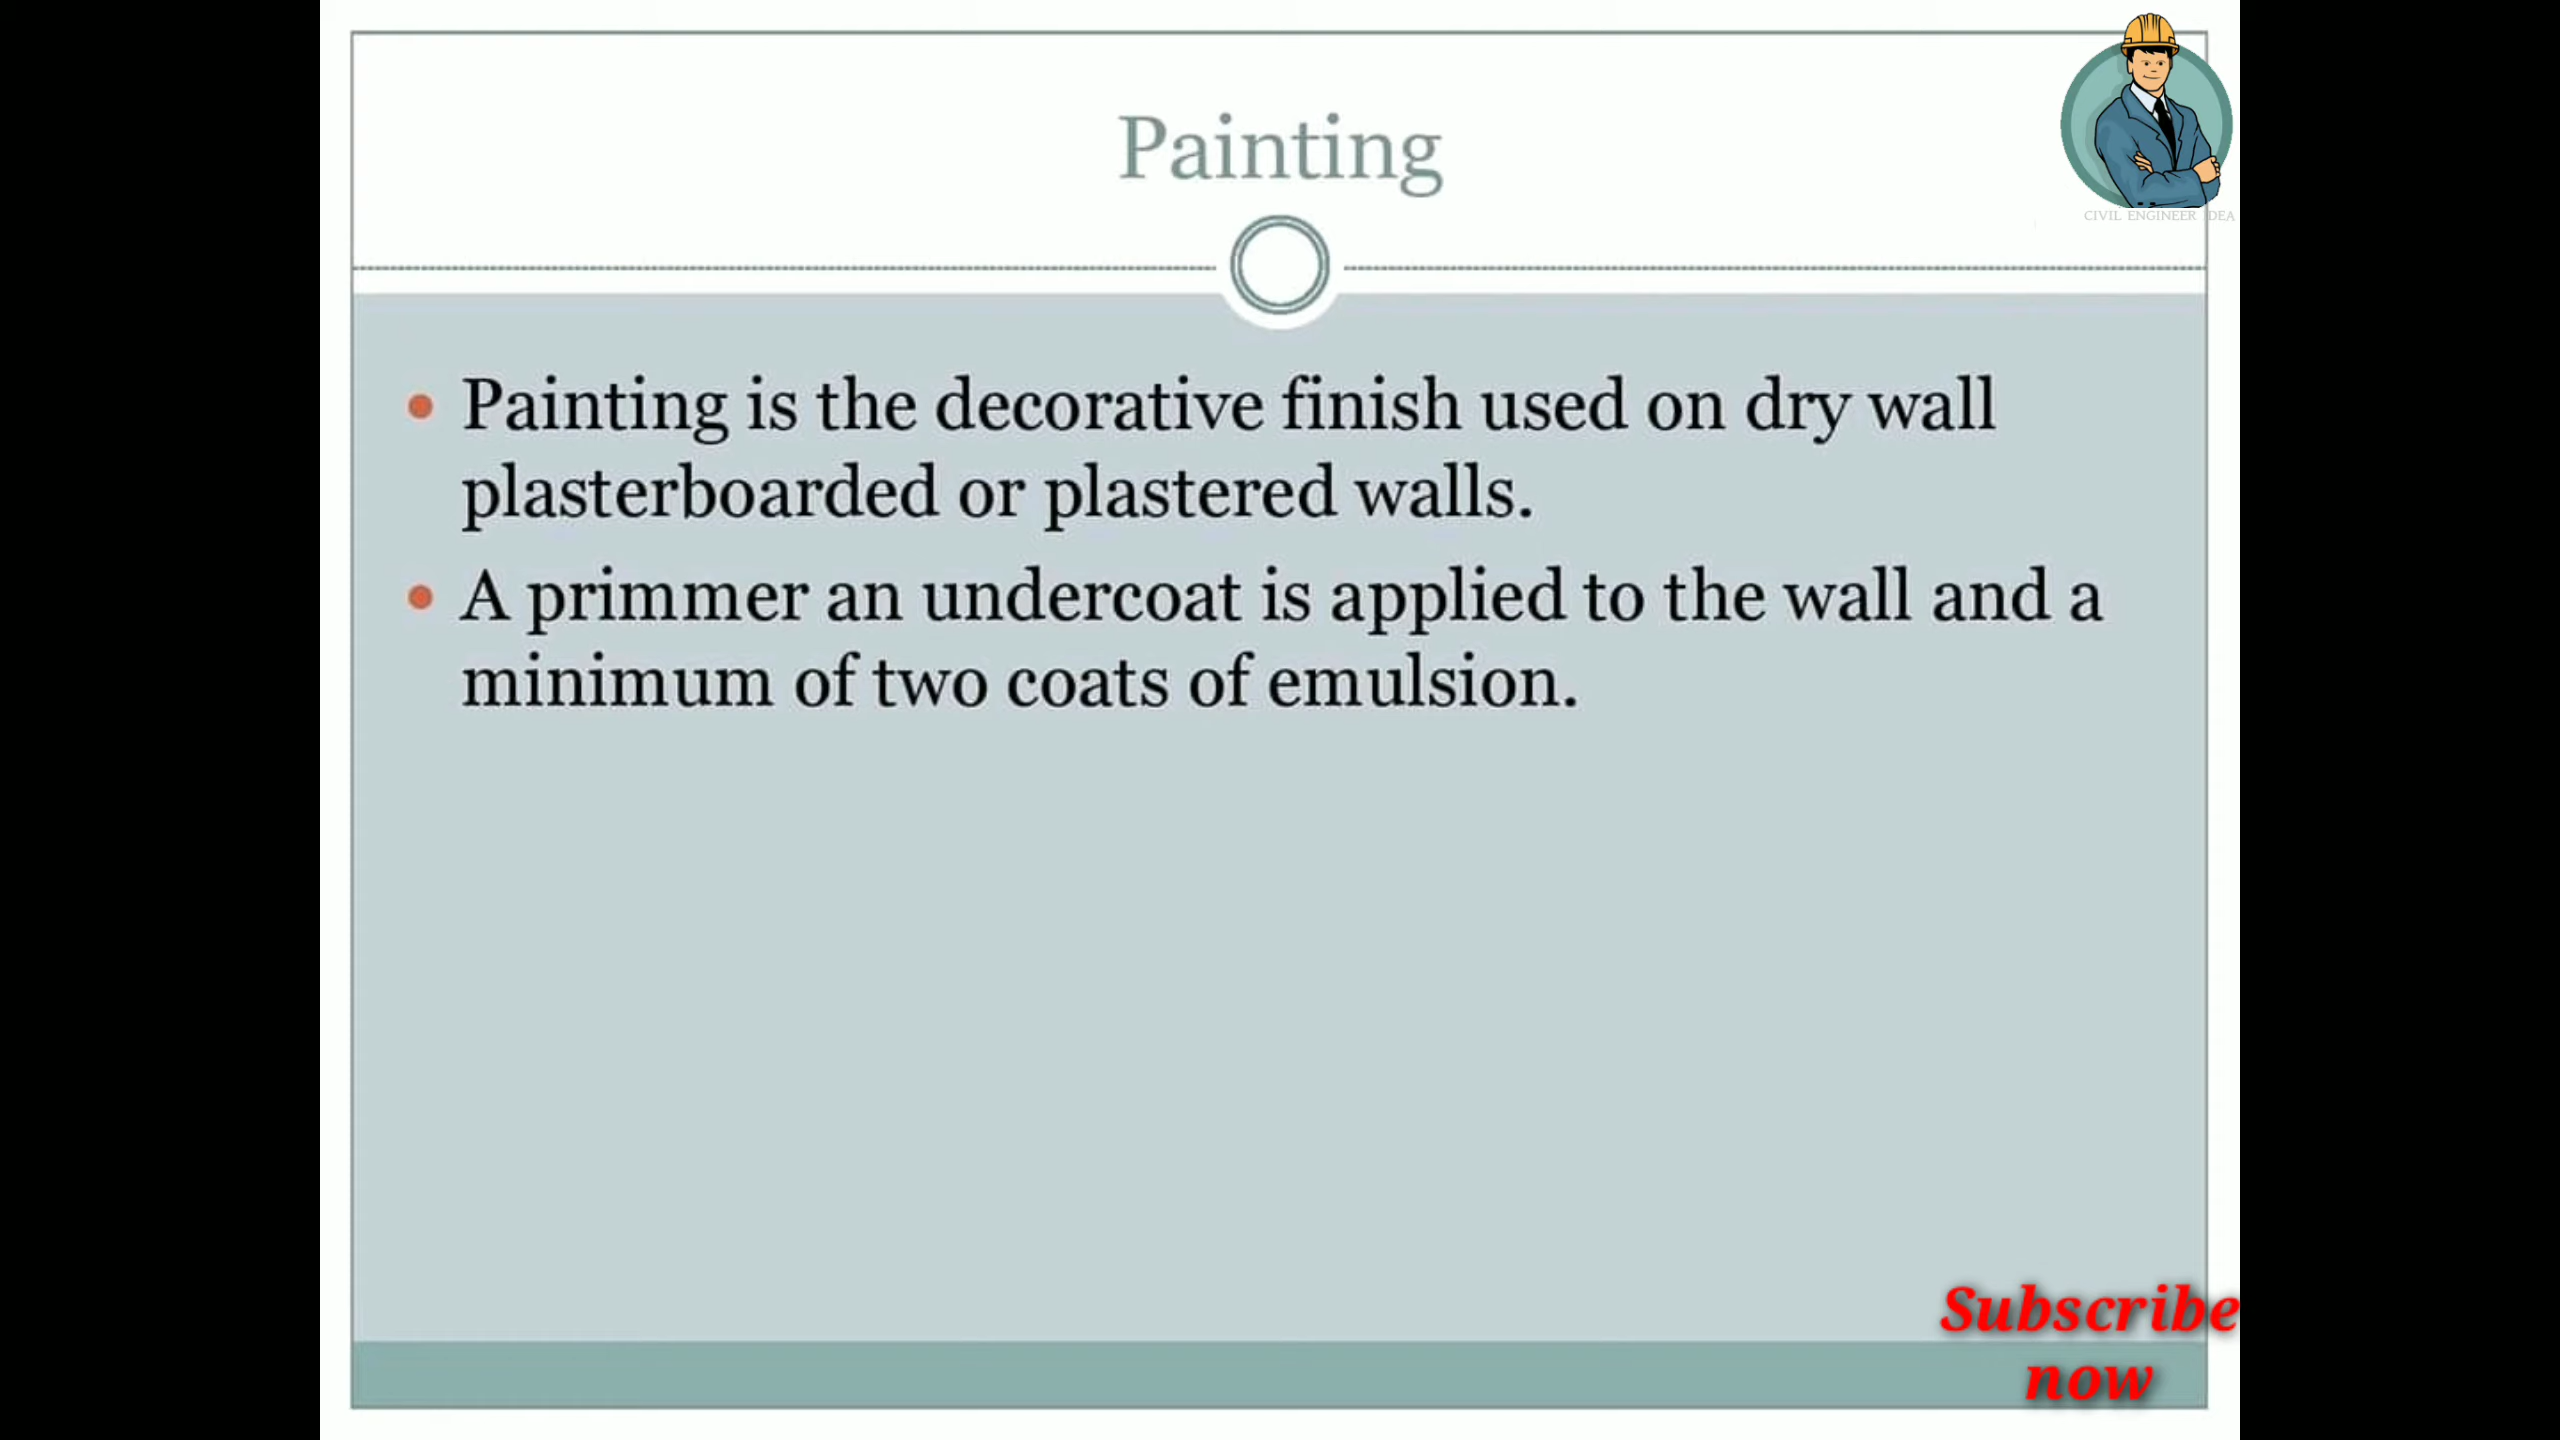 Painting
CIVIL ENGINEER IDEA
Painting is the decorative finish used on dry wall
plasterboarded or plastered walls.
A primmer an undercoat is applied to the wall and a
minimum of two coats of emulsion.
Subscribe
now